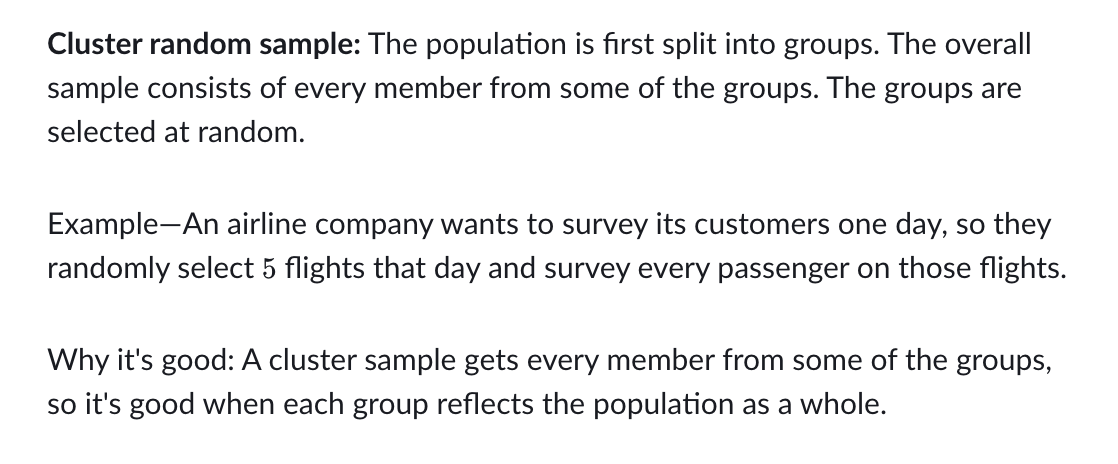 Cluster random sample: The population is first split into groups. The overall
sample consists of every member from some of the groups. The groups are
selected at random.
Example—An airline company wants to survey its customers one day, so they
randomly select 5 flights that day and survey every passenger on those flights.
Why it's good: A cluster sample gets every member from some of the groups,
so it's good when each group reflects the population as a whole.